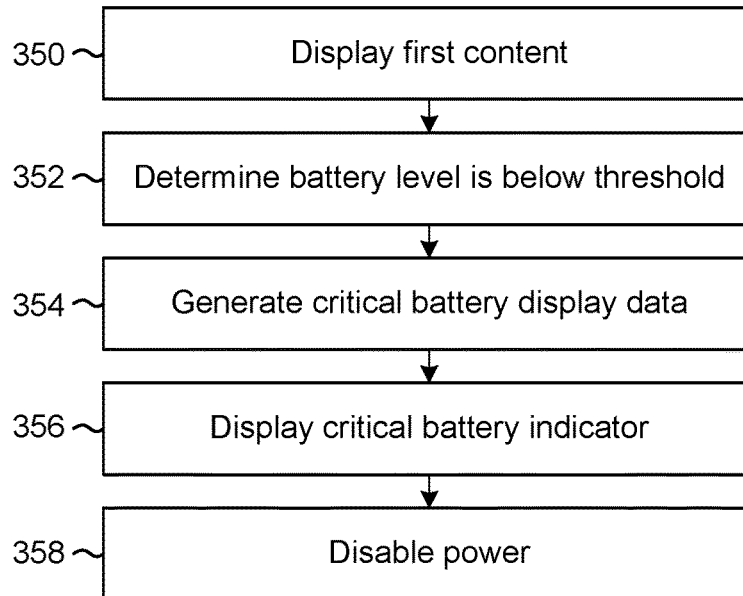 350 Display first content
352 Determine battery level is below threshold
354 Generate critical battery display data
356 Display critical battery indicator
358 Disable power